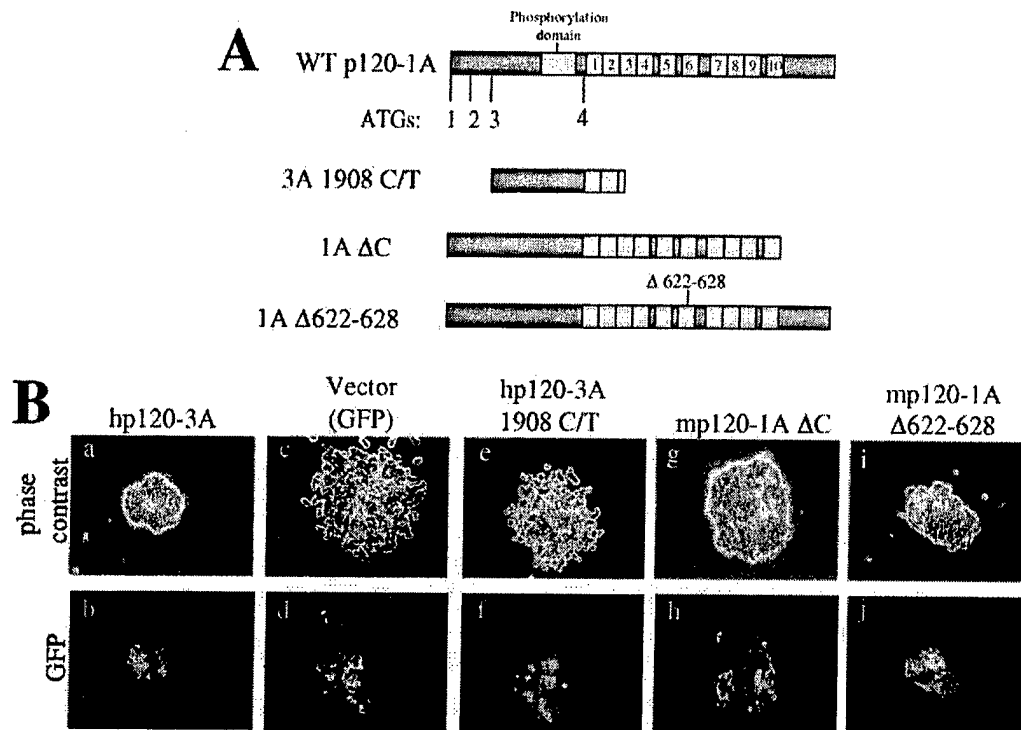 A
Phosphorylation
domain
WT p120-1A
1 2 3 4 5 6 7 8 9 10
ATGs: 1 2 3 4
3A 1908 C/T
1A ΔC
Δ 622-628
1A Δ622-628
B
hp120-3A
Vector
(GFP)
hp120-3A
1908 C/T
mp120-1A ΔC
mp120-1A
Δ622-628
phase
contrast
a c e g i
GFP
b d f h j